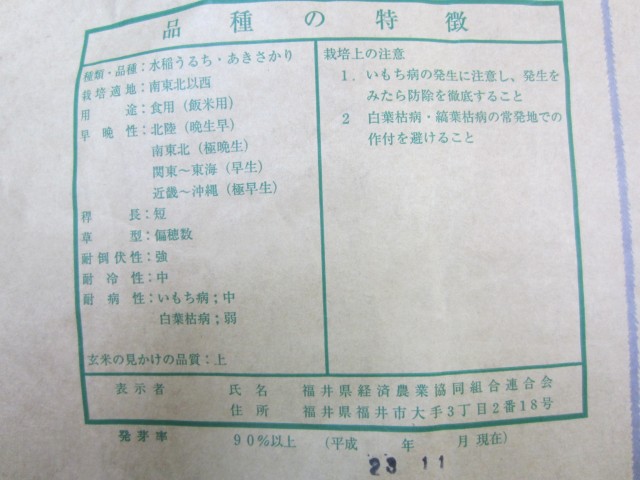 品種の特徴
種類・品種：水稲うるち・あきさかり
栽培適地：南東北以西
用途：食用（飯米用）
早晩性：北陸（晩生早）
南東北（極晩生）
関東～東海（早生）
近畿～沖縄（極早生）
稈長：短
草型：偏穂数
耐倒伏性：強
耐冷性：中
耐病性：いもち病；中
白葉枯病；弱
玄米の見かけの品質：上
栽培上の注意
1．いもち病の発生に注意し、発生を
みたら防除を徹底すること
2 白葉枯病・縞葉枯病の常発地での
作付を避けること
表示者 氏名 福井県経済農業協同組合連合会
住所 福井県福井市大手3丁目2番18号
発芽率 90％以上 （平成 年 月現在）
23 11